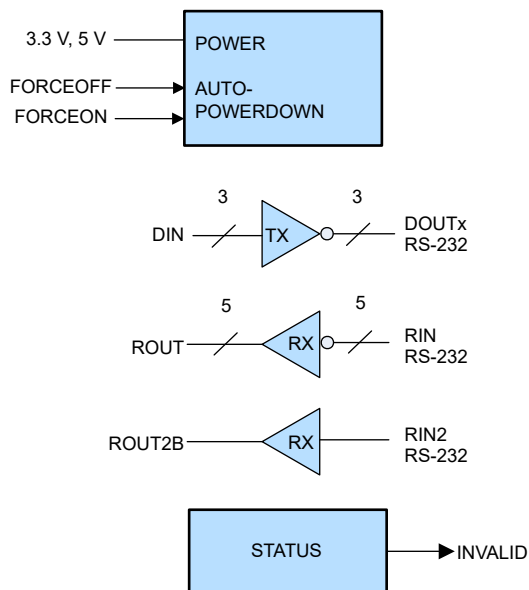 3.3 V, 5 V
POWER
FORCEOFF
FORCEON
AUTO-
POWERDOWN
3
3
DIN
TX
DOUTx
RS-232
5
5
ROUT
RX
RIN
RS-232
ROUT2B
RX
RIN2
RS-232
STATUS
INVALID